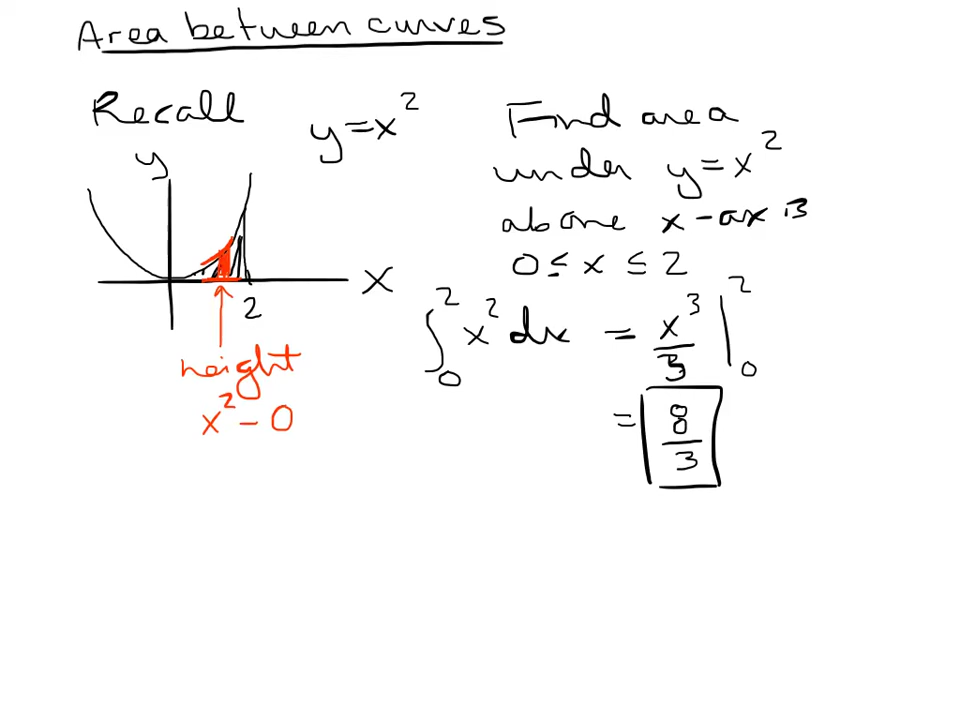 Area between curves
Recall
y = x²
y
x
2
height
x² - 0
Find area
under y = x²
above x-axis
0 ≤ x ≤ 2
∫₀² x² dx = x³/3 |₀²
= 8/3